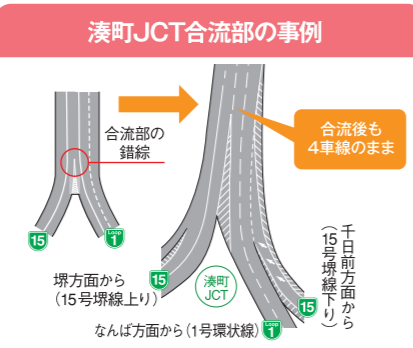 湊町JCT合流部の事例
合流部の
錯綜
合流後も
4車線のまま
15
Loop
1
堺方面から
(15号堺線上り)
15
湊町
JCT
千日前方面から
(15号堺線下り)
15
なんば方面から(1号環状線)
Loop
1